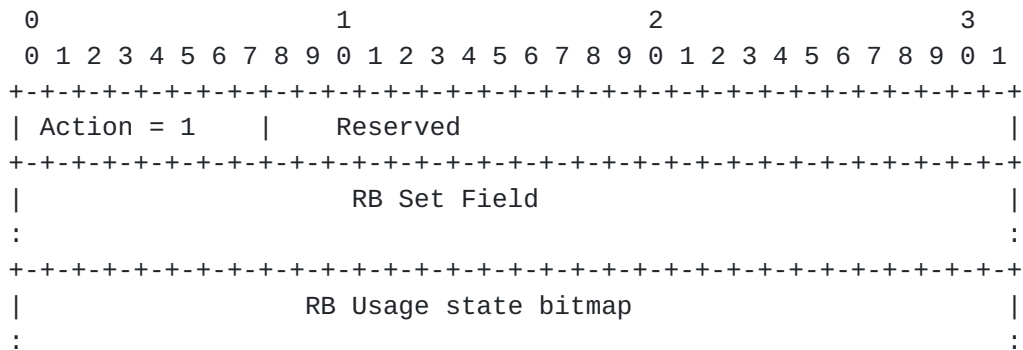 0                   1                   2                   3
0 1 2 3 4 5 6 7 8 9 0 1 2 3 4 5 6 7 8 9 0 1 2 3 4 5 6 7 8 9 0 1
+-+-+-+-+-+-+-+-+-+-+-+-+-+-+-+-+-+-+-+-+-+-+-+-+-+-+-+-+-+-+-+-+
| Action = 1    |    Reserved                                   |
+-+-+-+-+-+-+-+-+-+-+-+-+-+-+-+-+-+-+-+-+-+-+-+-+-+-+-+-+-+-+-+-+
|                     RB Set Field                              |
:                                                               :
+-+-+-+-+-+-+-+-+-+-+-+-+-+-+-+-+-+-+-+-+-+-+-+-+-+-+-+-+-+-+-+-+
|                  RB Usage state bitmap                        |
:                                                               :